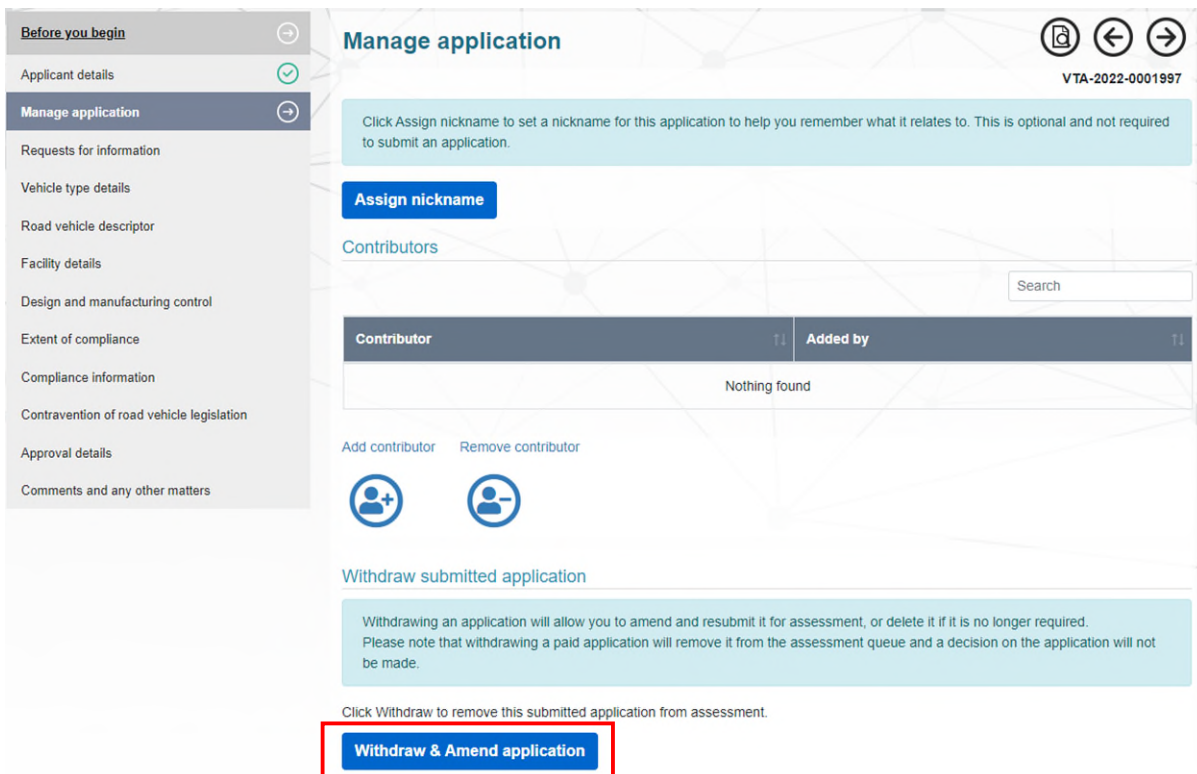 Before you begin
Applicant details
Manage application
Requests for information
Vehicle type details
Road vehicle descriptor
Facility details
Design and manufacturing control
Extent of compliance
Compliance information
Contravention of road vehicle legislation
Approval details
Comments and any other matters
Manage application
VTA-2022-0001997
Click Assign nickname to set a nickname for this application to help you remember what it relates to. This is optional and not required
to submit an application.
Assign nickname
Contributors
Search
Contributor Added by
Nothing found
Add contributor Remove contributor
Withdraw submitted application
Withdrawing an application will allow you to amend and resubmit it for assessment, or delete it if it is no longer required.
Please note that withdrawing a paid application will remove it from the assessment queue and a decision on the application will not
be made.
Click Withdraw to remove this submitted application from assessment.
Withdraw & Amend application